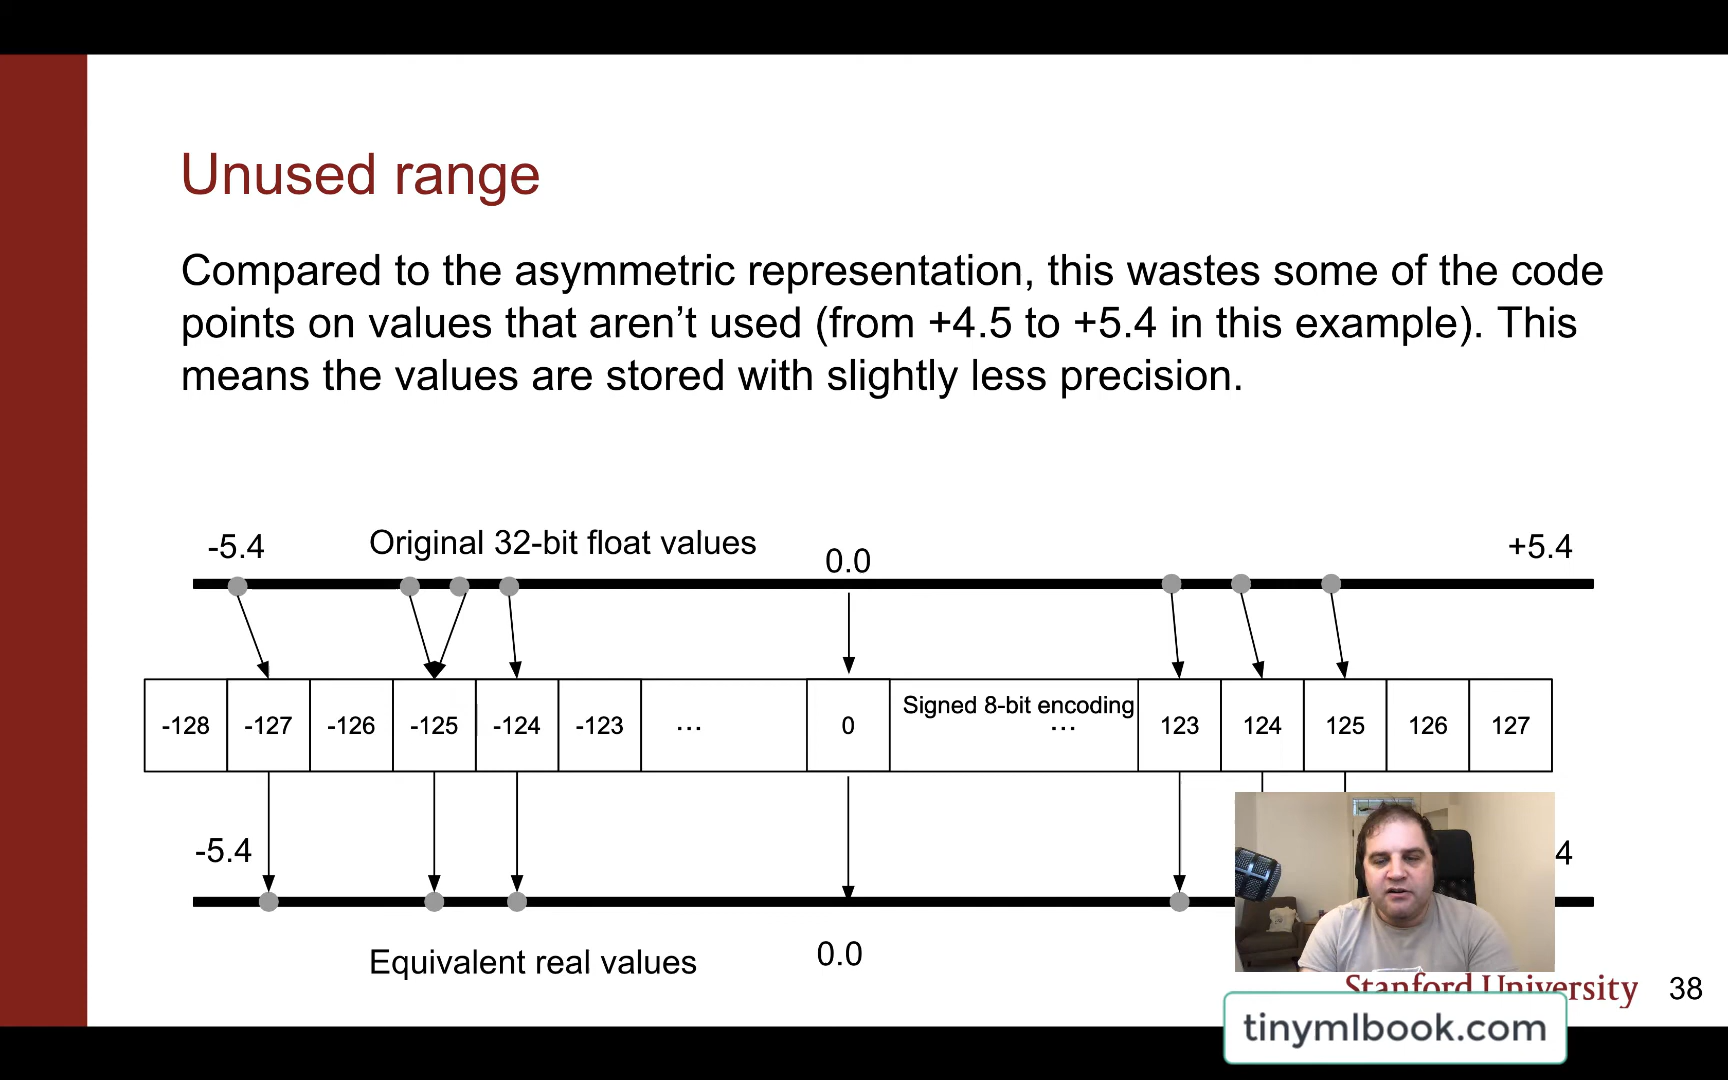 Unused range
Compared to the asymmetric representation, this wastes some of the code
points on values that aren't used (from +4.5 to +5.4 in this example). This
means the values are stored with slightly less precision.
-5.4 Original 32-bit float values 0.0 +5.4
-128 -127 -126 -125 -124 -123 ... 0 Signed 8-bit encoding ... 123 124 125 126 127
-5.4 4
Equivalent real values 0.0
Stanford University 38
tinymlbook.com